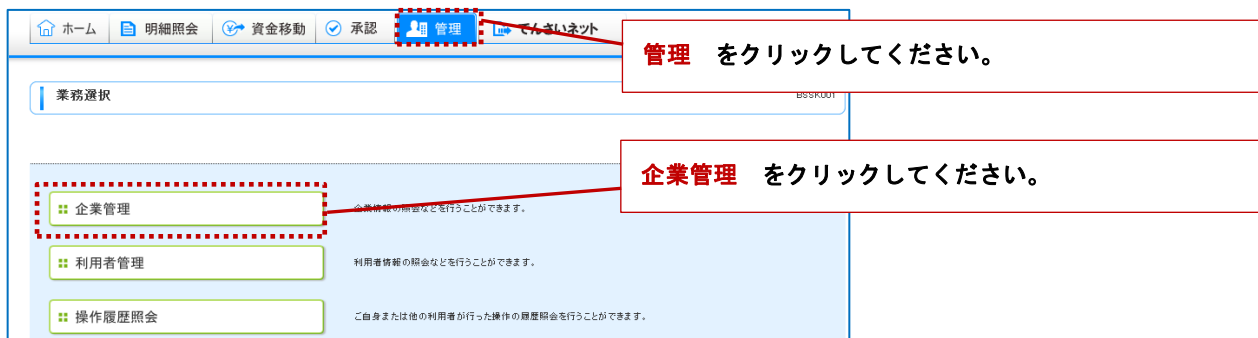 ホーム 明細照会 資金移動 承認 管理 でんさいネット
管理 をクリックしてください。
業務選択
BSSK001
企業管理 をクリックしてください。
企業管理 企業情報の照会などを行うことができます。
利用者管理 利用者情報の照会などを行うことができます。
操作履歴照会 ご自身または他の利用者が行った操作の履歴照会を行うことができます。